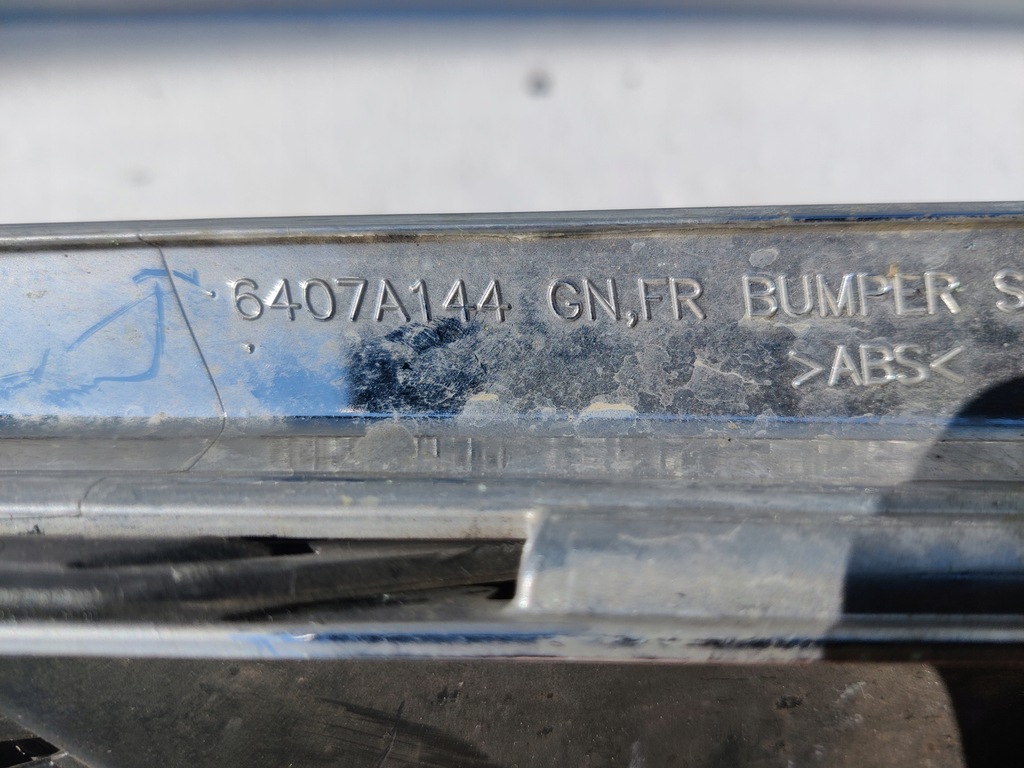 6407A144 GN,FR BUMPER S
>ABS<